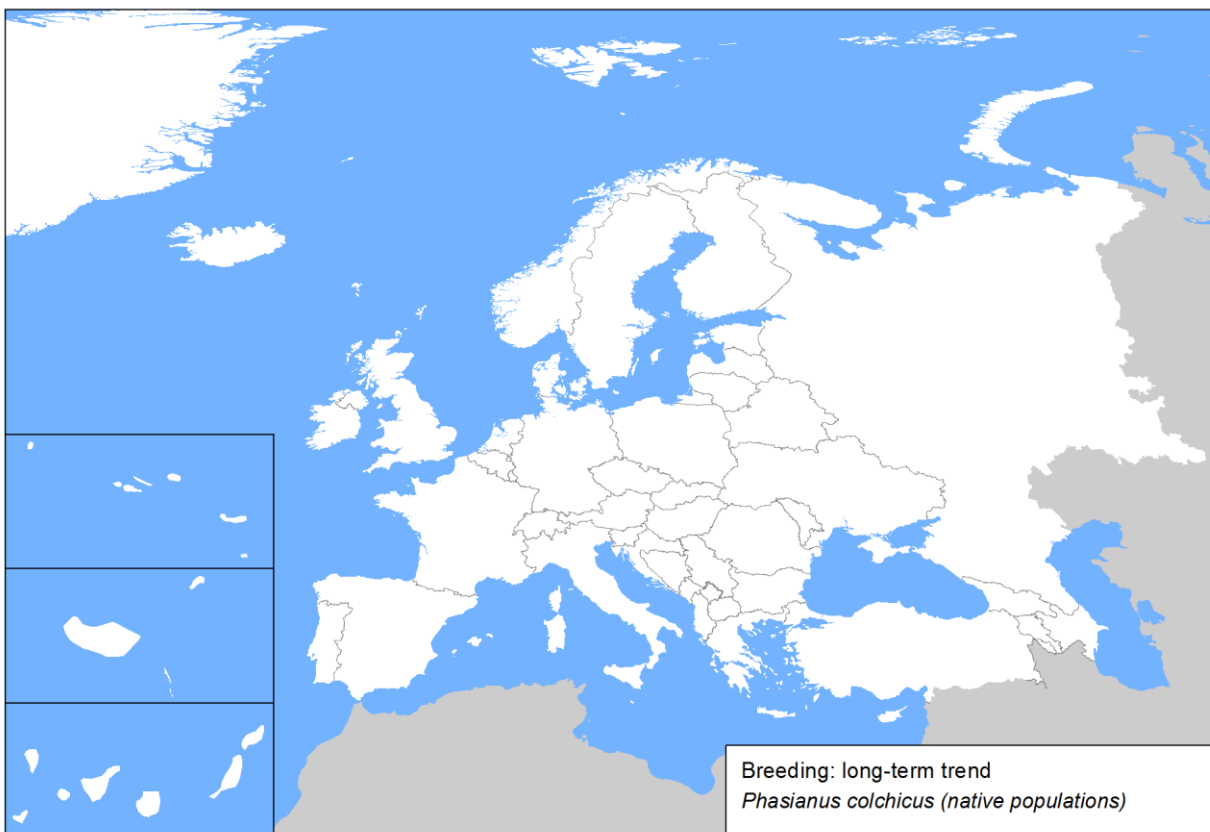 Breeding: long-term trend
Phasianus colchicus (native populations)